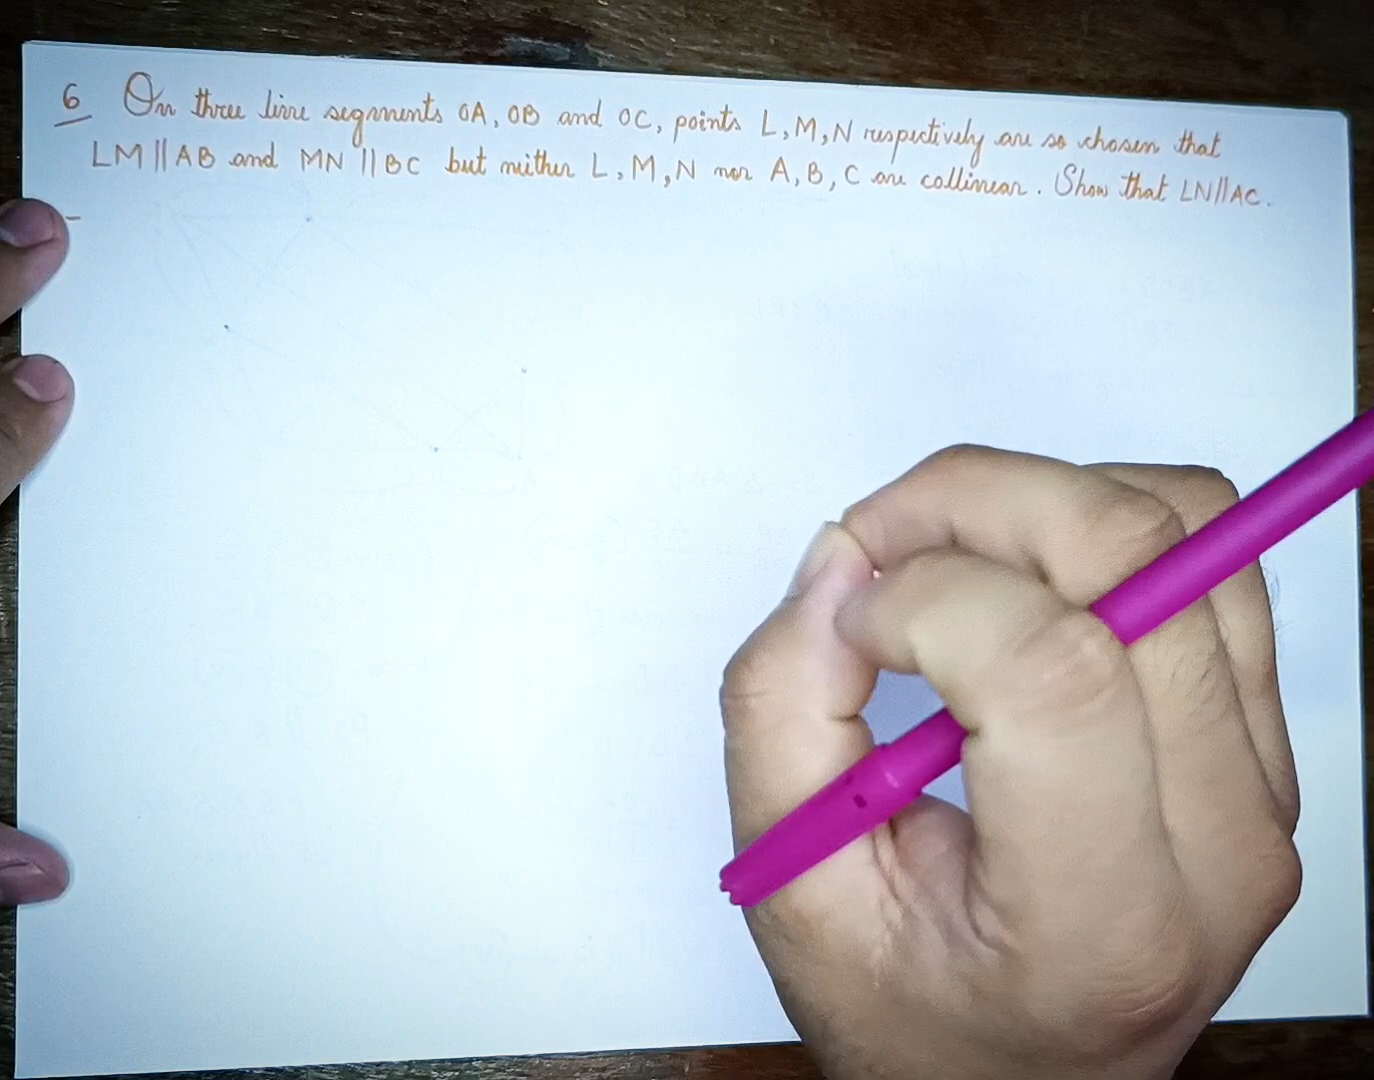 6 On three line segments OA, OB and OC, points L, M, N respectively are so chosen that
LM || AB and MN || BC but neither L, M, N nor A, B, C are collinear. Show that LN || AC.